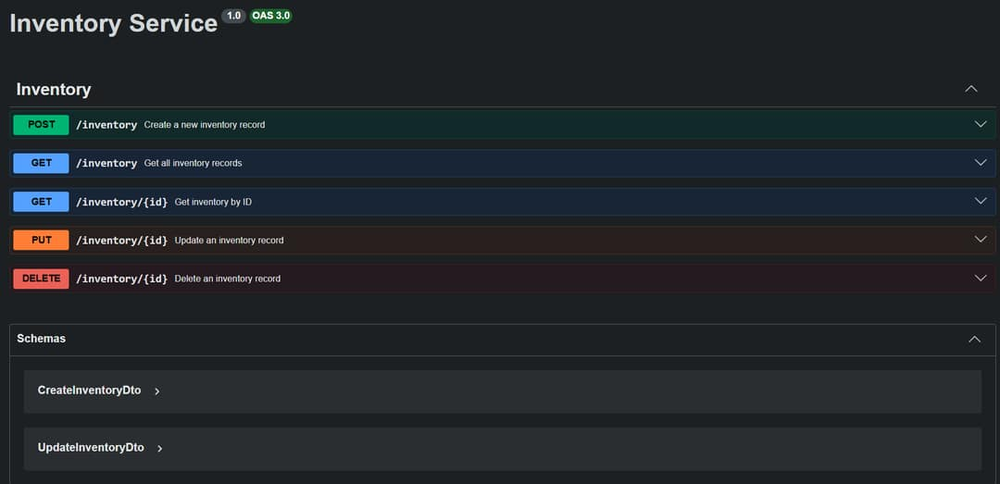 Inventory Service 1.0 OAS 3.0
Inventory
POST /inventory Create a new inventory record
GET /inventory Get all inventory records
GET /inventory/{id} Get inventory by ID
PUT /inventory/{id} Update an inventory record
DELETE /inventory/{id} Delete an inventory record
Schemas
CreateInventoryDto
UpdateInventoryDto